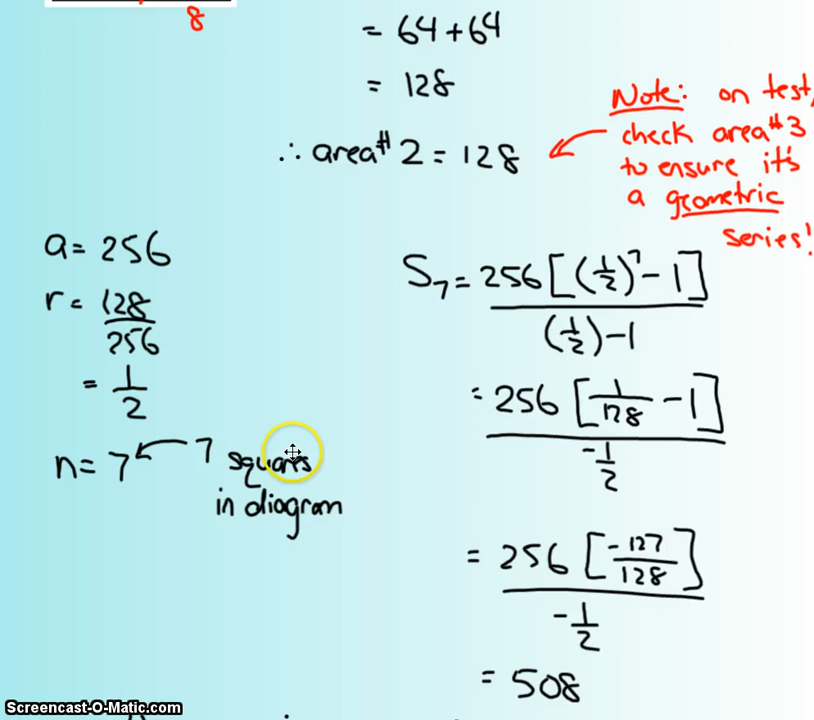 8
= 64 + 64
= 128
∴ area# 2 = 128
Note: on test,
check area#3
to ensure it's
a geometric
series!
a = 256
r = 128/256
= 1/2
n = 7 ← 7 squares
in diagram
S₇ = 256[(1/2)⁷ - 1]
(1/2) - 1
= 256 [1/128 - 1]
-1/2
= 256 [-127/128]
-1/2
= 508
Screencast-O-Matic.com